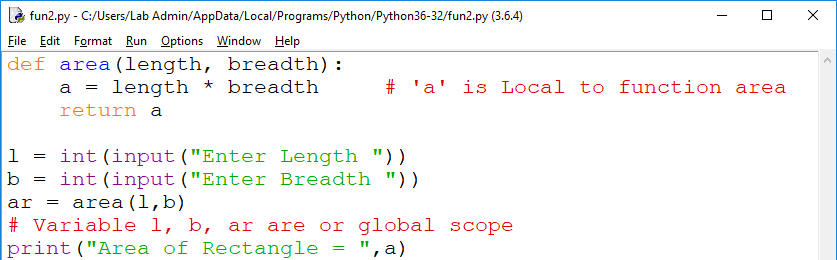 fun2.py - C:/Users/Lab Admin/AppData/Local/Programs/Python/Python36-32/fun2.py (3.6.4)
File Edit Format Run Options Window Help
def area(length, breadth):
    a = length * breadth     # 'a' is Local to function area
    return a
l = int(input("Enter Length "))
b = int(input("Enter Breadth "))
ar = area(l,b)
# Variable l, b, ar are or global scope
print("Area of Rectangle = ",a)